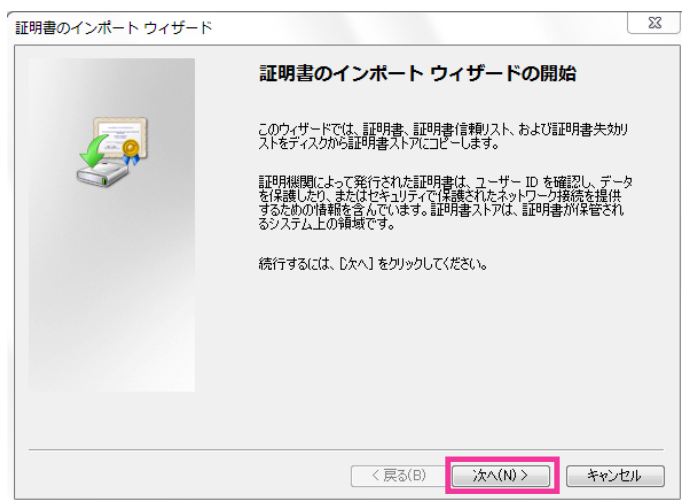 証明書のインポート ウィザード
証明書のインポート ウィザードの開始
このウィザードでは、証明書、証明書信頼リスト、および証明書失効リ
ストをディスクから証明書ストアにコピーします。
証明機関によって発行された証明書は、ユーザー ID を確認し、データ
を保護したり、またはセキュリティで保護されたネットワーク接続を提供
するための情報を含んでいます。証明書ストアは、証明書が保管され
るシステム上の領域です。
続行するには、[次へ] をクリックしてください。
< 戻る(B)
次へ(N) >
キャンセル